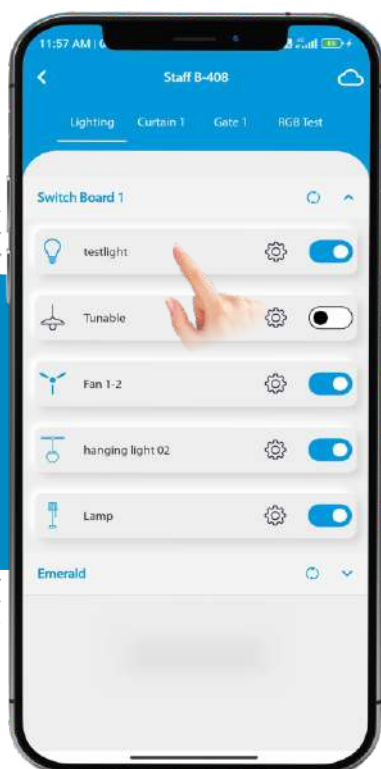 11:57 AM
Staff B-408
Lighting Curtain 1 Gate 1 RGB Test
Switch Board 1
testlight
Tunable
Fan 1-2
hanging light 02
Lamp
Emerald